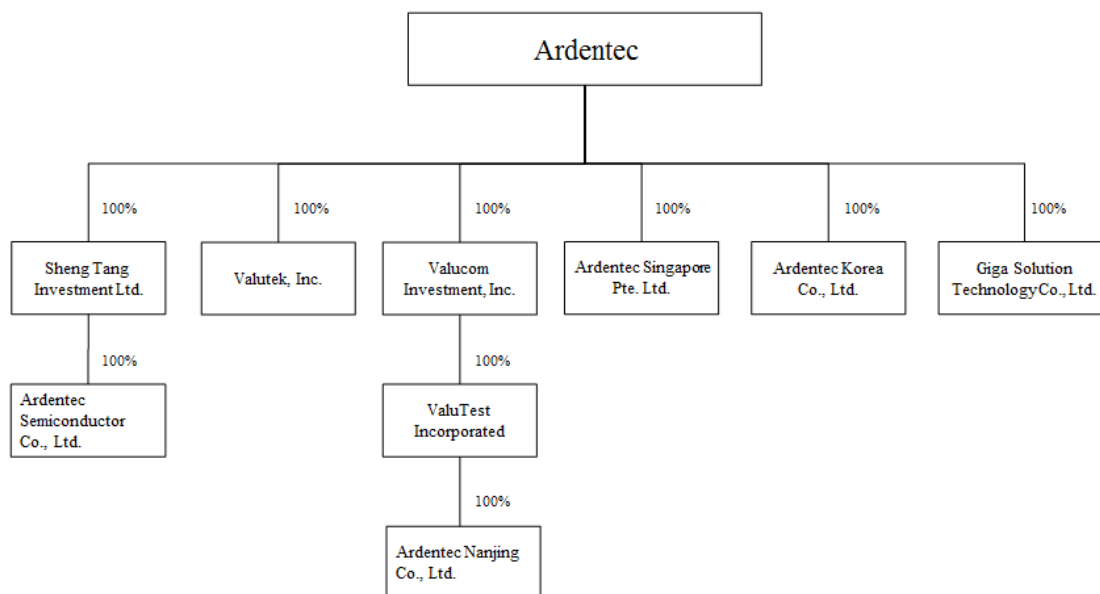 Ardentec
100%
100%
100%
100%
100%
100%
Sheng Tang
Investment Ltd.
Valutek, Inc.
Valucom
Investment, Inc.
Ardentec Singapore
Pte. Ltd.
Ardentec Korea
Co., Ltd.
Giga Solution
Technology Co., Ltd.
100%
100%
Ardentec
Semiconductor
Co., Ltd.
ValuTest
Incorporated
100%
Ardentec Nanjing
Co., Ltd.